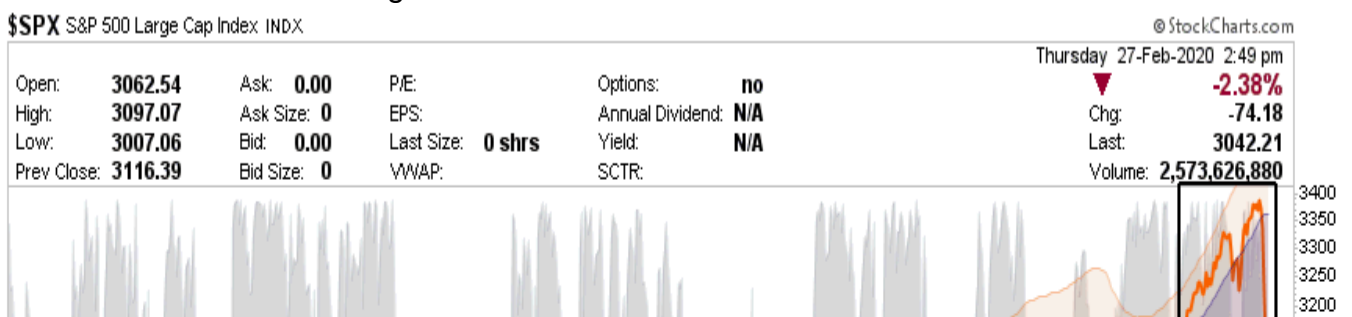 $SPX S&P 500 Large Cap Index INDX © StockCharts.com
Thursday 27-Feb-2020 2:49 pm
Open: 3062.54 Ask: 0.00 P/E: Options: no ▼ -2.38%
High: 3097.07 Ask Size: 0 EPS: Annual Dividend: N/A Chg: -74.18
Low: 3007.06 Bid: 0.00 Last Size: 0 shrs Yield: N/A Last: 3042.21
Prev Close: 3116.39 Bid Size: 0 VWAP: SCTR: Volume: 2,573,626,880
3400
3350
3300
3250
3200